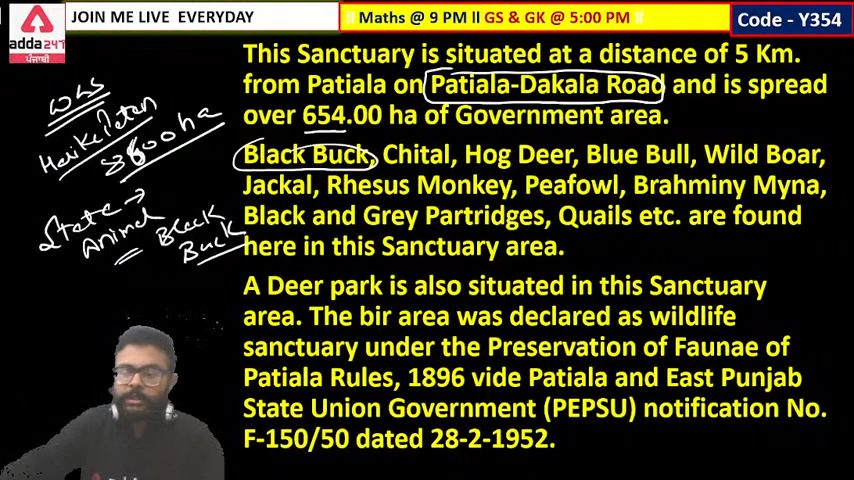 JOIN ME LIVE EVERYDAY
II Maths @ 9 PM II GS & GK @ 5:00 PM II
Code - Y354
adda247
ਪੰਜਾਬੀ
This Sanctuary is situated at a distance of 5 Km.
from Patiala on Patiala-Dakala Road and is spread
over 654.00 ha of Government area.
Black Buck, Chital, Hog Deer, Blue Bull, Wild Boar,
Jackal, Rhesus Monkey, Peafowl, Brahminy Myna,
Black and Grey Partridges, Quails etc. are found
here in this Sanctuary area.
A Deer park is also situated in this Sanctuary
area. The bir area was declared as wildlife
sanctuary under the Preservation of Faunae of
Patiala Rules, 1896 vide Patiala and East Punjab
State Union Government (PEPSU) notification No.
F-150/50 dated 28-2-1952.
WLS
Harike Patan
8600 ha
State →
Animal
= Black
Buck